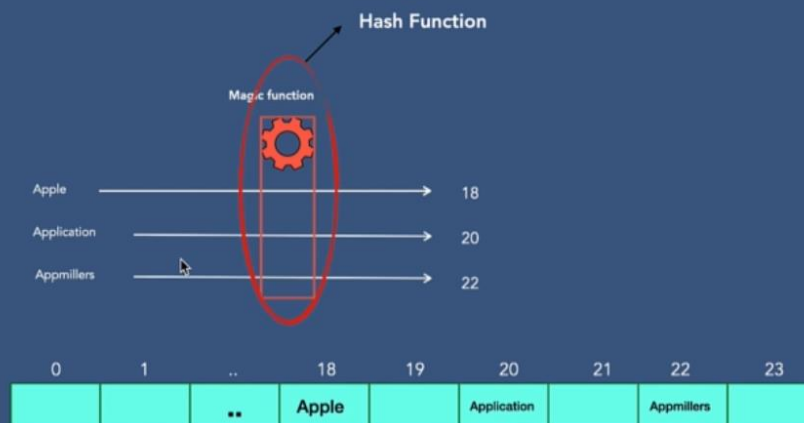 Hash Function
Magic function
Apple 18
Application 20
Appmillers 22
0 1 .. 18 19 20 21 22 23
.. Apple Application Appmillers